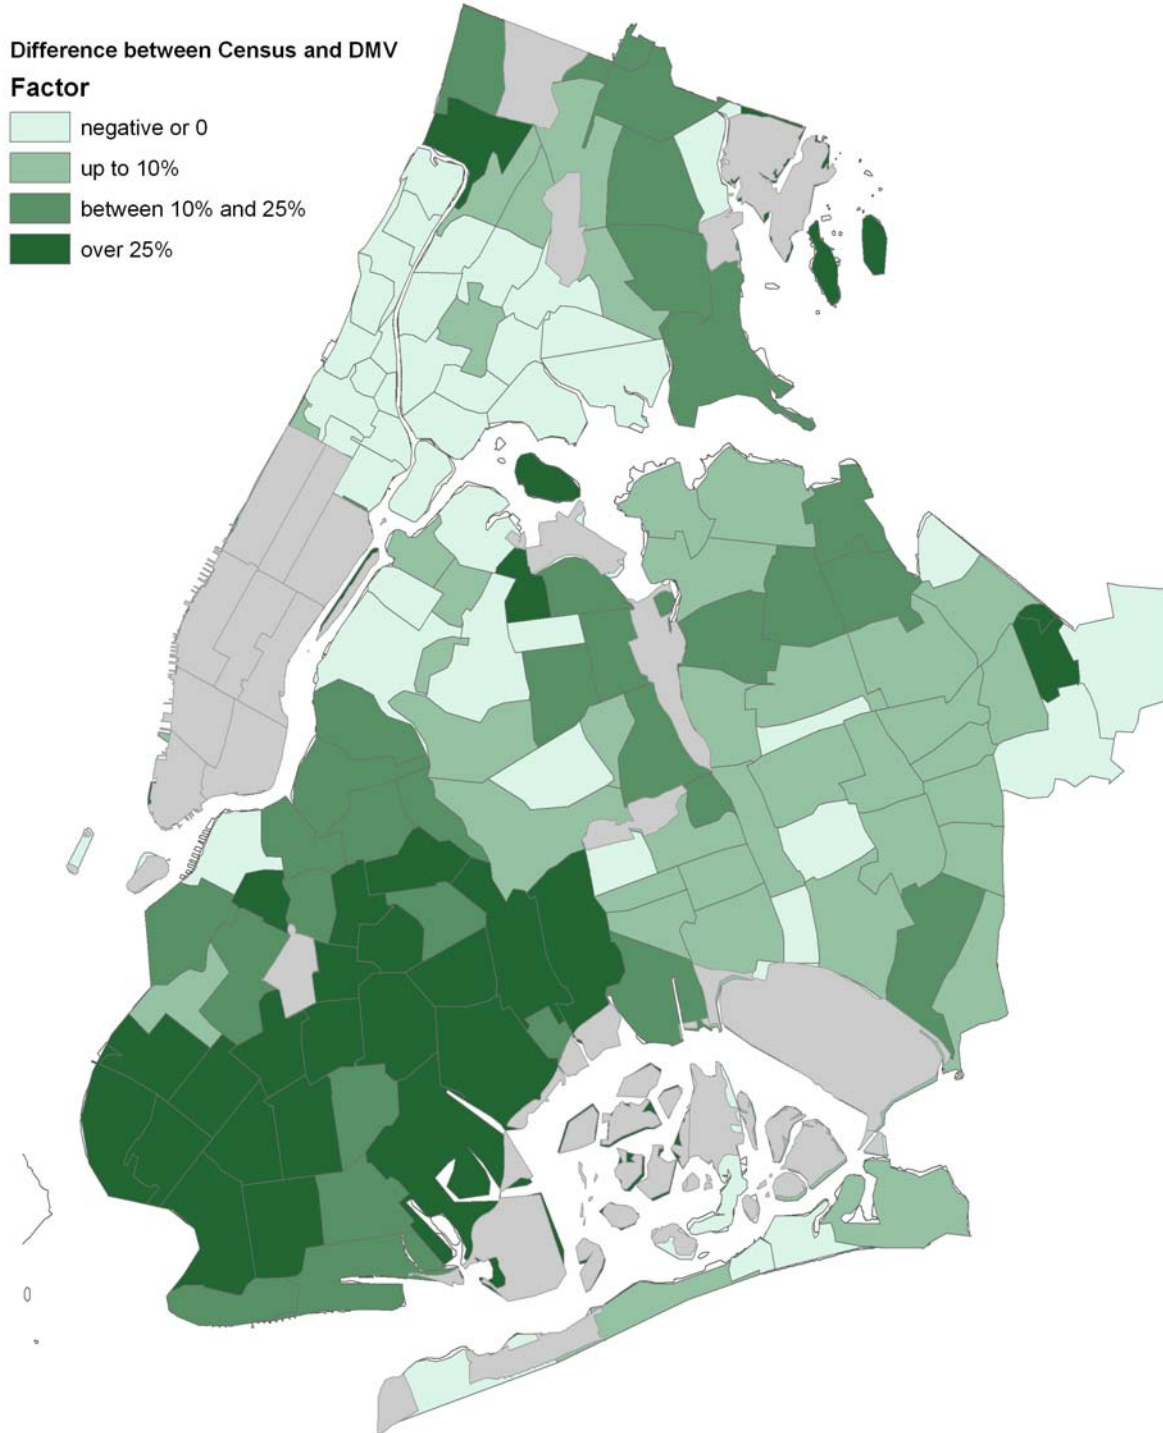 Difference between Census and DMV
Factor
negative or 0
up to 10%
between 10% and 25%
over 25%